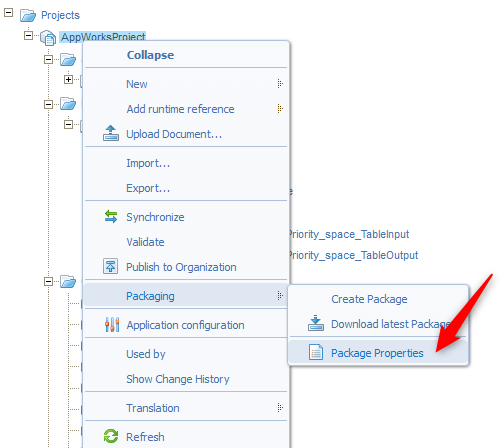 Projects
AppWorksProject
Collapse
New
Add runtime reference
Upload Document...
Import...
Export...
Synchronize
Priority_space_TableInput
Validate
Priority_space_TableOutput
Publish to Organization
Packaging
Create Package
Application configuration
Download latest Package
Package Properties
Used by
Show Change History
Translation
Refresh